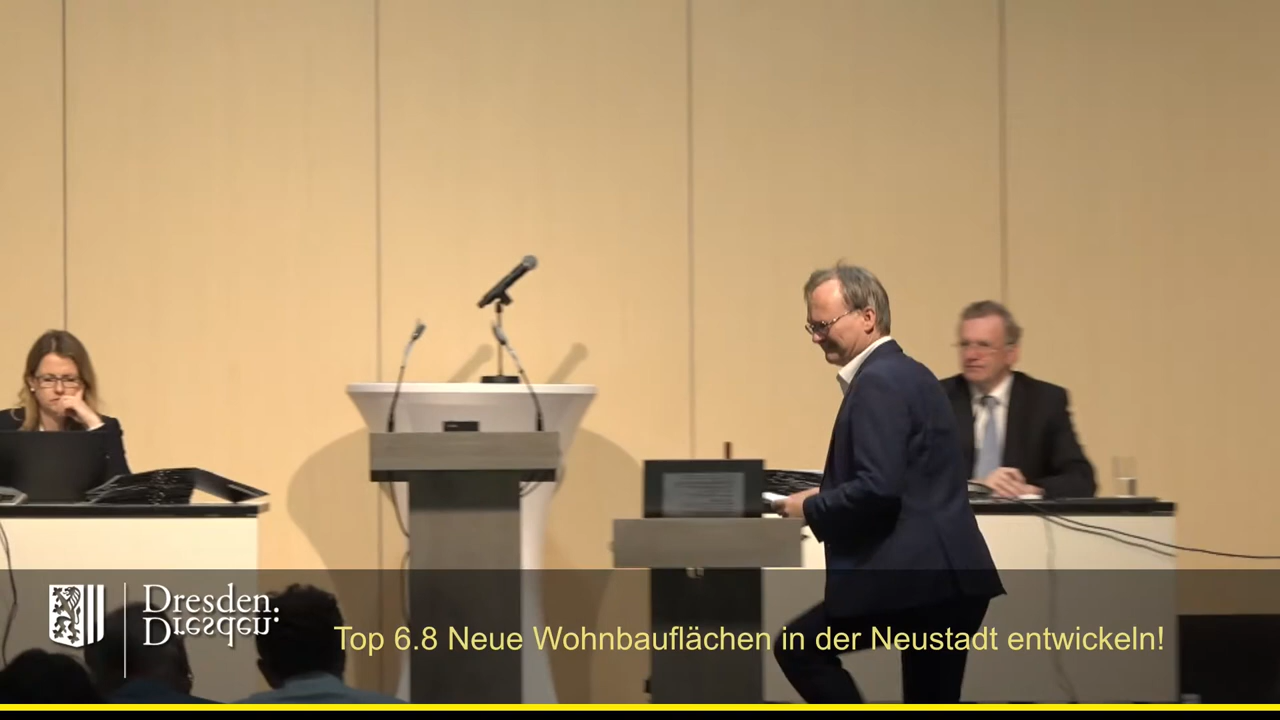 Dresden.
Dresden.
Top 6.8 Neue Wohnbauflächen in der Neustadt entwickeln!